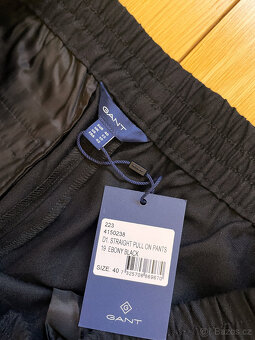 GANT
223
4150238
D1. STRAIGHT PULL ON PANTS
19. EBONY BLACK
SIZE 40
GANT